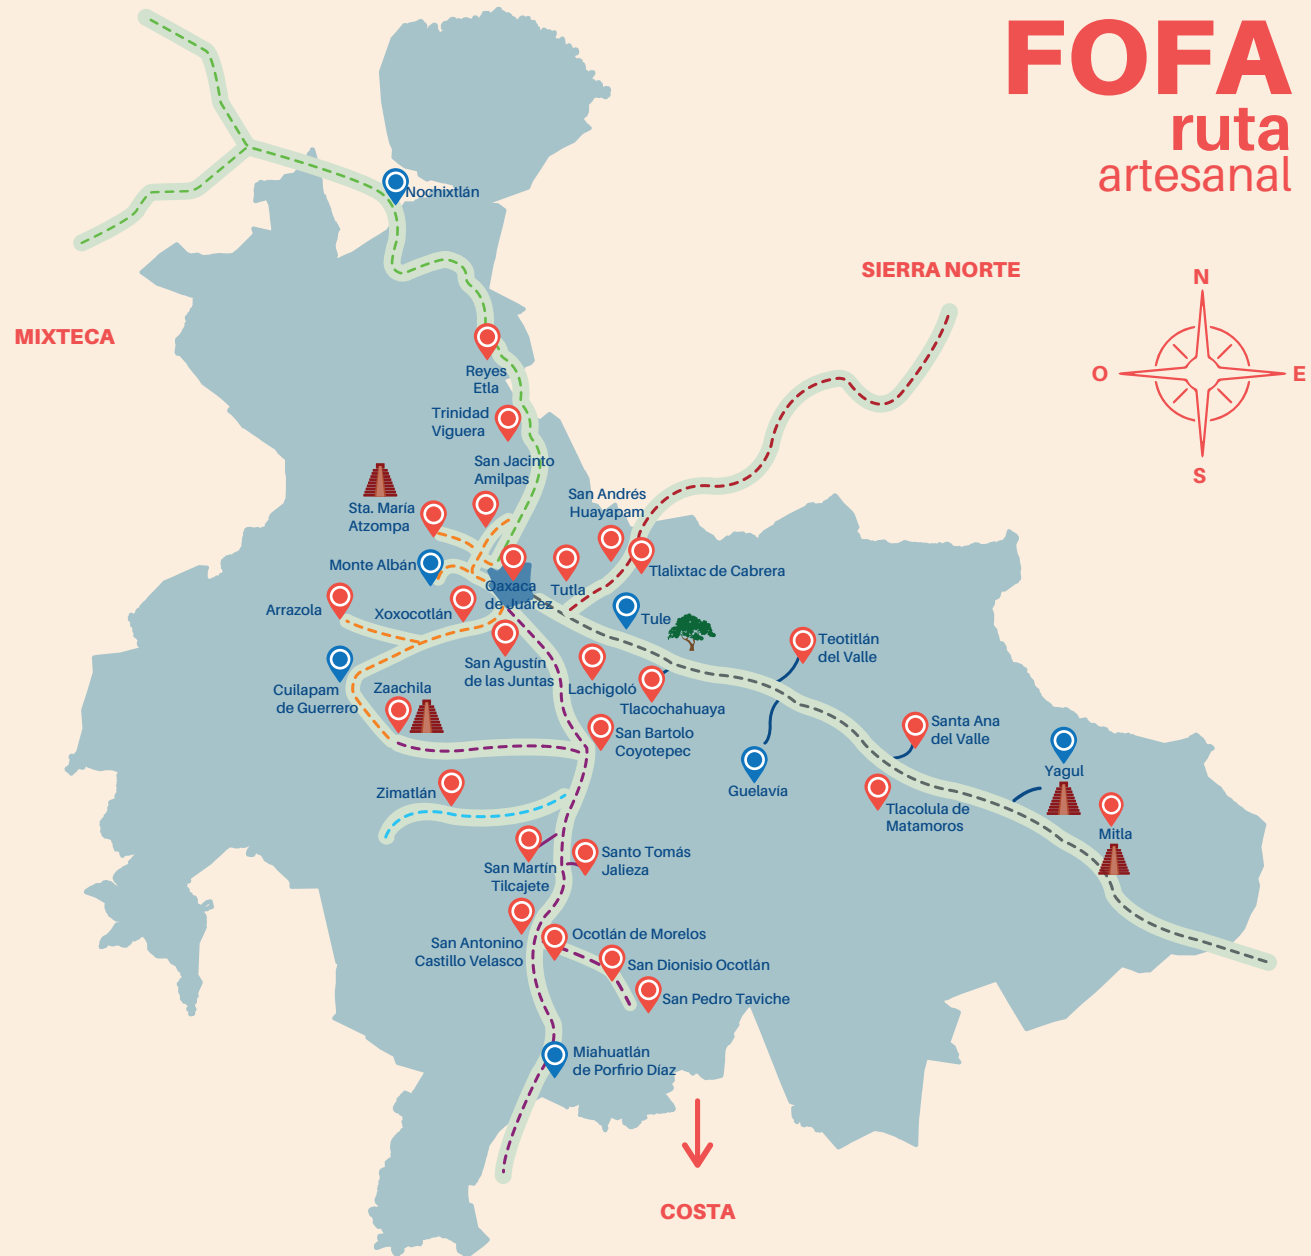 FOFA
ruta
artesanal
Nochixtlán
SIERRA NORTE
N
MIXTECA
O
E
Reyes
Etla
Trinidad
Viguera
San Jacinto
Amilpas
S
San Andrés
Huayapam
Sta. María
Atzompa
Monte Albán
Tlalixtac de Cabrera
Oaxaca
de Juárez
Tutla
Arrazola
Xoxocotlán
Tule
Teotitlán
del Valle
San Agustín
de las Juntas
Lachigoló
Cuilapam
de Guerrero
Zaachila
Tlacochahuaya
San Bartolo
Coyotepec
Santa Ana
del Valle
Yagul
Guelavía
Zimatlán
Tlacolula de
Matamoros
Mitla
San Martín
Tilcajete
Santo Tomás
Jalieza
Ocotlán de Morelos
San Antonino
Castillo Velasco
San Dionisio Ocotlán
San Pedro Taviche
Miahuatlán
de Porfirio Díaz
COSTA